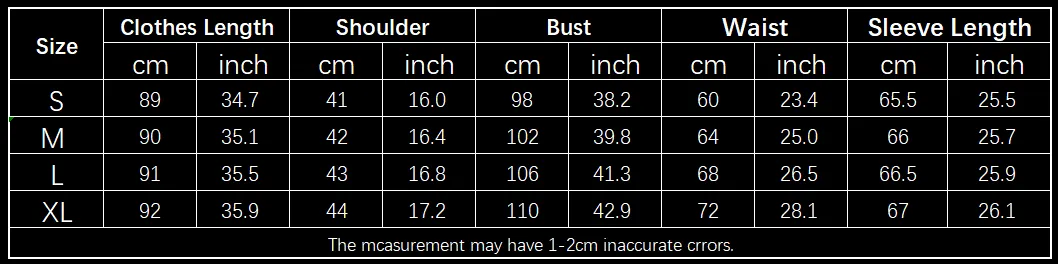 Size Clothes Length Shoulder Bust Waist Sleeve Length
cm inch cm inch cm inch cm inch cm inch
S 89 34.7 41 16.0 98 38.2 60 23.4 65.5 25.5
M 90 35.1 42 16.4 102 39.8 64 25.0 66 25.7
L 91 35.5 43 16.8 106 41.3 68 26.5 66.5 25.9
XL 92 35.9 44 17.2 110 42.9 72 28.1 67 26.1
The mcasurement may have 1-2cm inaccurate crrors.